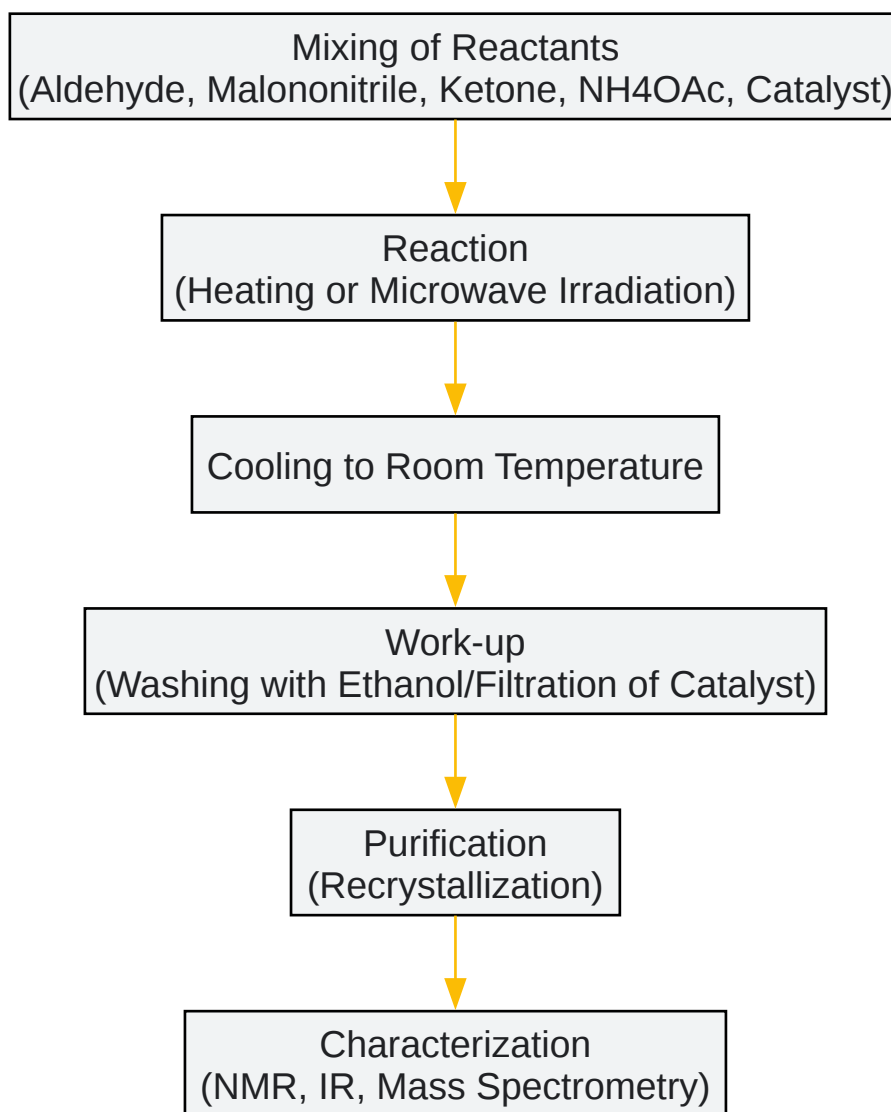 Mixing of Reactants
(Aldehyde, Malononitrile, Ketone, NH4OAc, Catalyst)
Reaction
(Heating or Microwave Irradiation)
Cooling to Room Temperature
Work-up
(Washing with Ethanol/Filtration of Catalyst)
Purification
(Recrystallization)
Characterization
(NMR, IR, Mass Spectrometry)